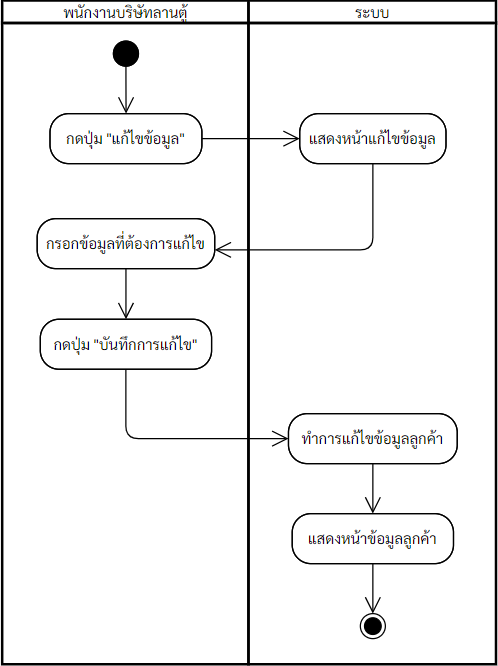 พนักงานบริษัทลานตู้
ระบบ
กดปุ่ม "แก้ไขข้อมูล"
แสดงหน้าแก้ไขข้อมูล
กรอกข้อมูลที่ต้องการแก้ไข
กดปุ่ม "บันทึกการแก้ไข"
ทำการแก้ไขข้อมูลลูกค้า
แสดงหน้าข้อมูลลูกค้า